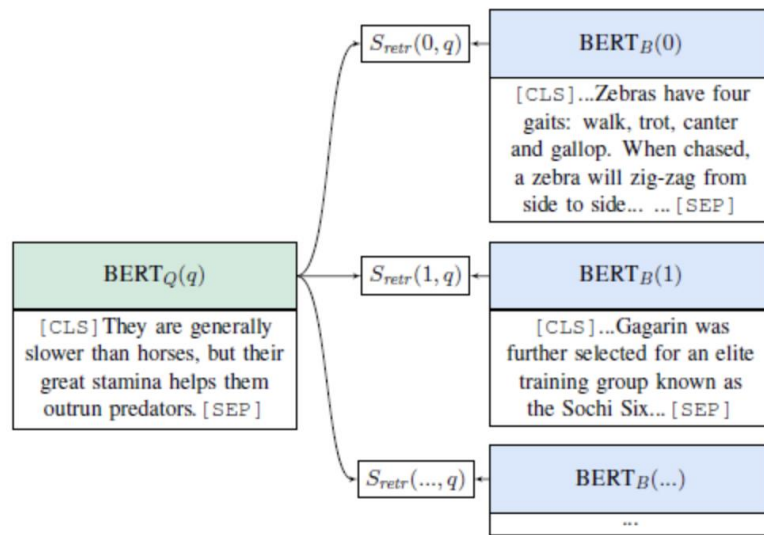 S_retr(0, q)
BERT_B(0)
[CLS]...Zebras have four
gaits: walk, trot, canter
and gallop. When chased,
a zebra will zig-zag from
side to side... ...[SEP]
BERT_Q(q)
[CLS]They are generally
slower than horses, but their
great stamina helps them
outrun predators.[SEP]
S_retr(1, q)
BERT_B(1)
[CLS]...Gagarin was
further selected for an elite
training group known as
the Sochi Six...[SEP]
S_retr(..., q)
BERT_B(...)
...